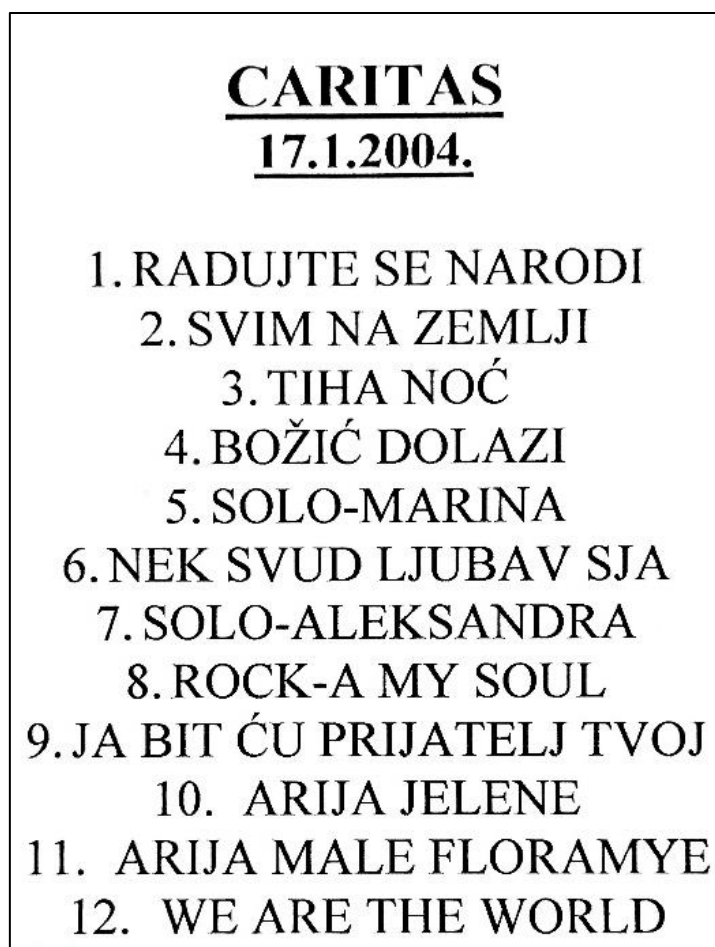 CARITAS
17.1.2004.
1. RADUJTE SE NARODI
2. SVIM NA ZEMLJI
3. TIHA NOĆ
4. BOŽIĆ DOLAZI
5. SOLO-MARINA
6. NEK SVUD LJUBAV SJA
7. SOLO-ALEKSANDRA
8. ROCK-A MY SOUL
9. JA BIT ĆU PRIJATELJ TVOJ
10. ARIJA JELENE
11. ARIJA MALE FLORAMYE
12. WE ARE THE WORLD